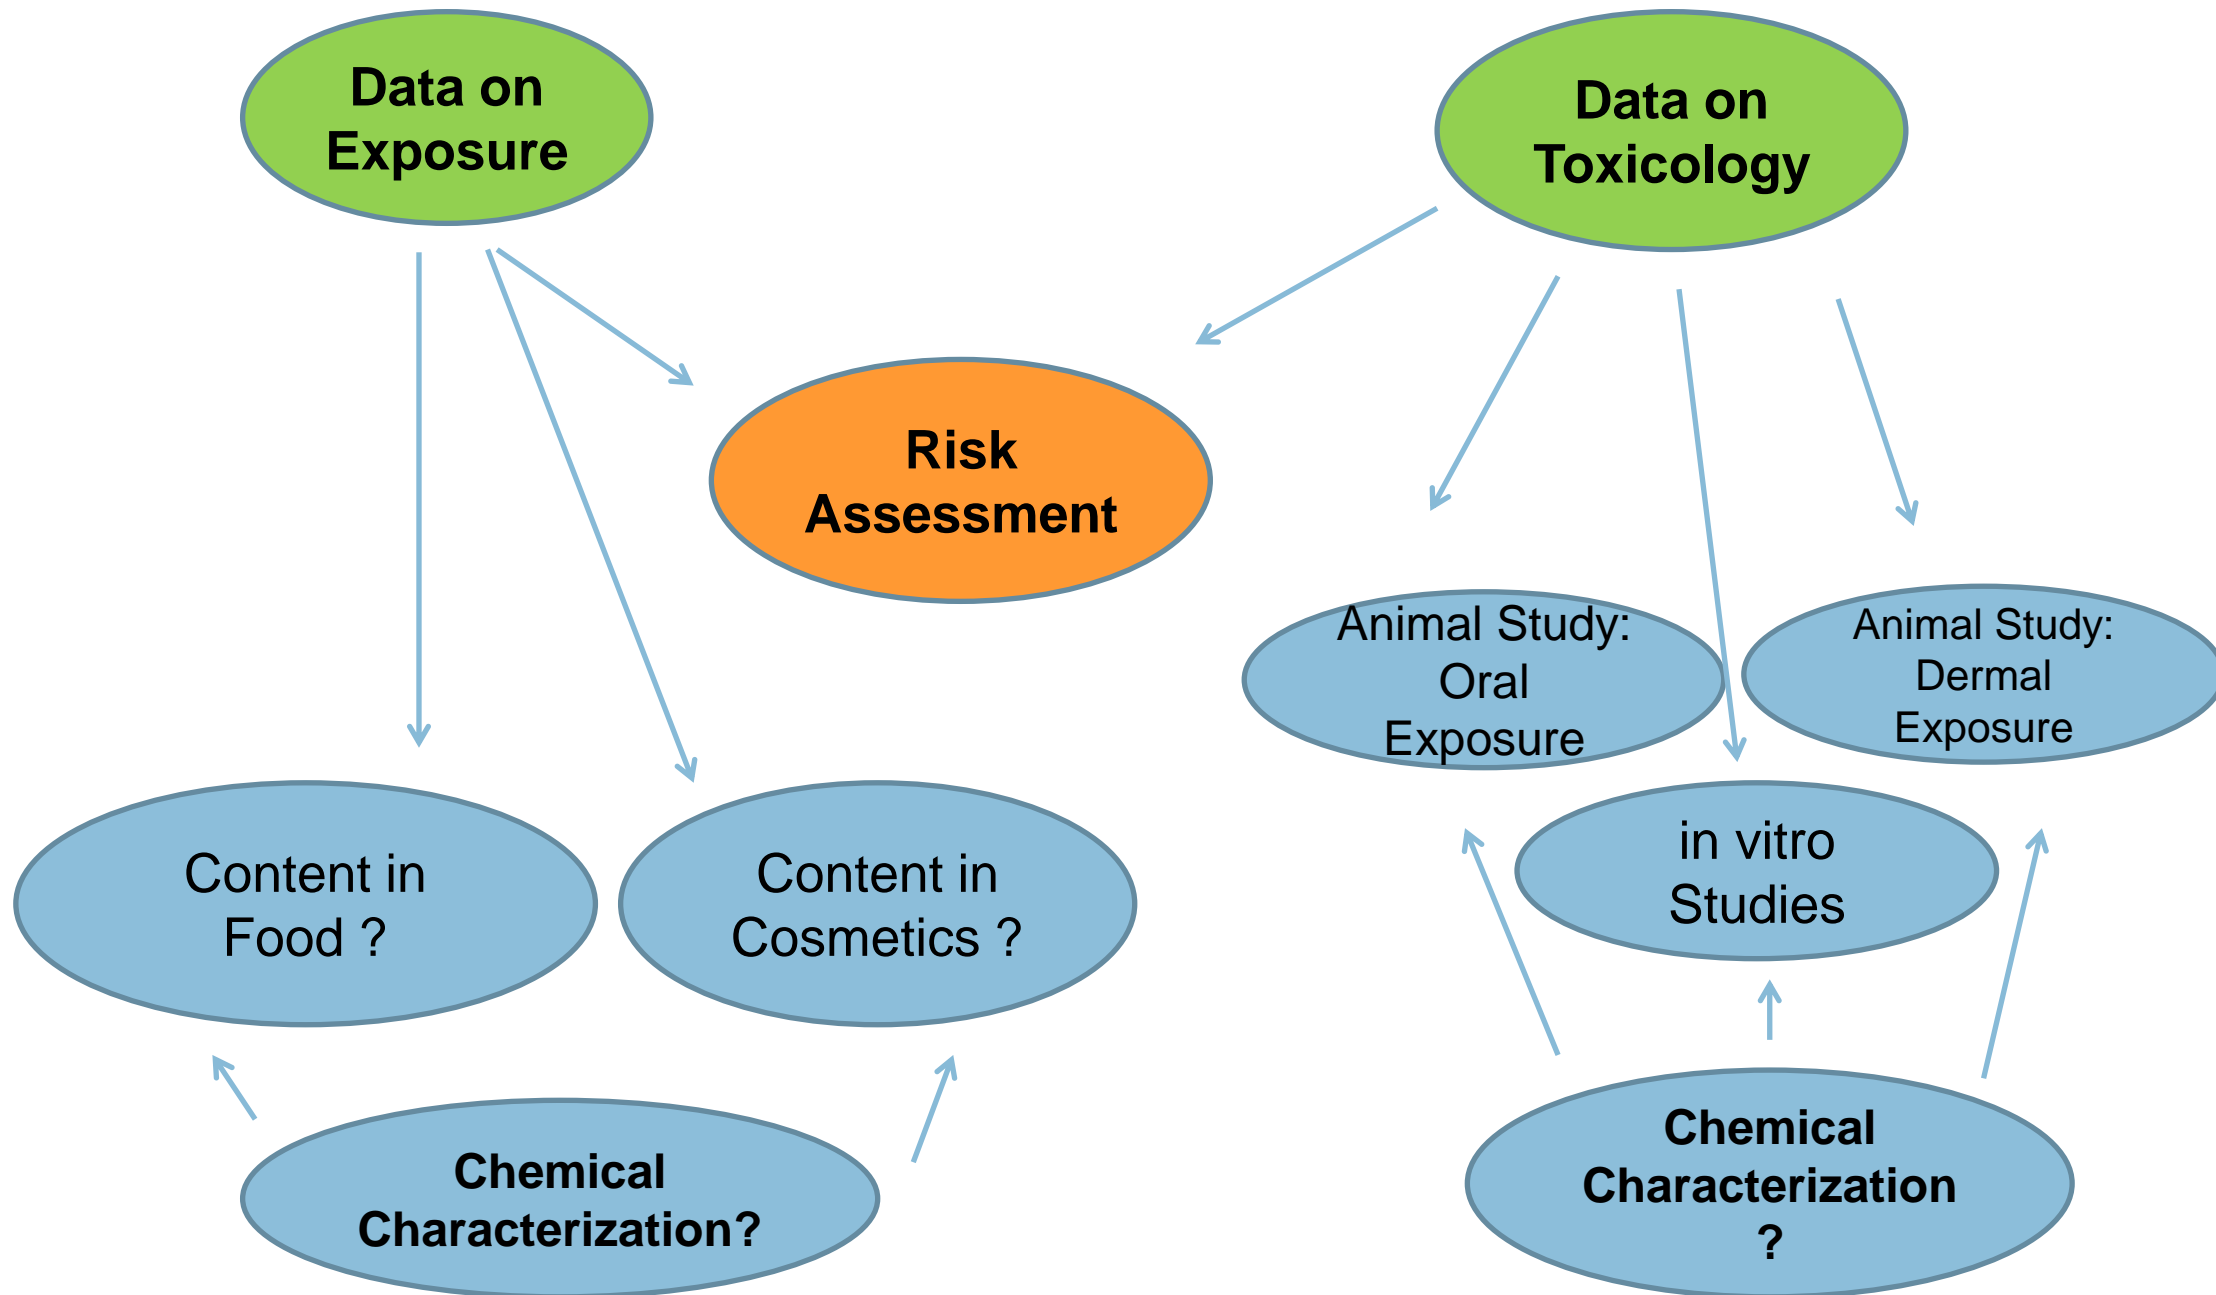 Data on
Exposure
Data on
Toxicology
Risk
Assessment
Animal Study:
Oral
Exposure
Animal Study:
Dermal
Exposure
Content in
Food ?
Content in
Cosmetics ?
in vitro
Studies
Chemical
Characterization?
Chemical
Characterization
?